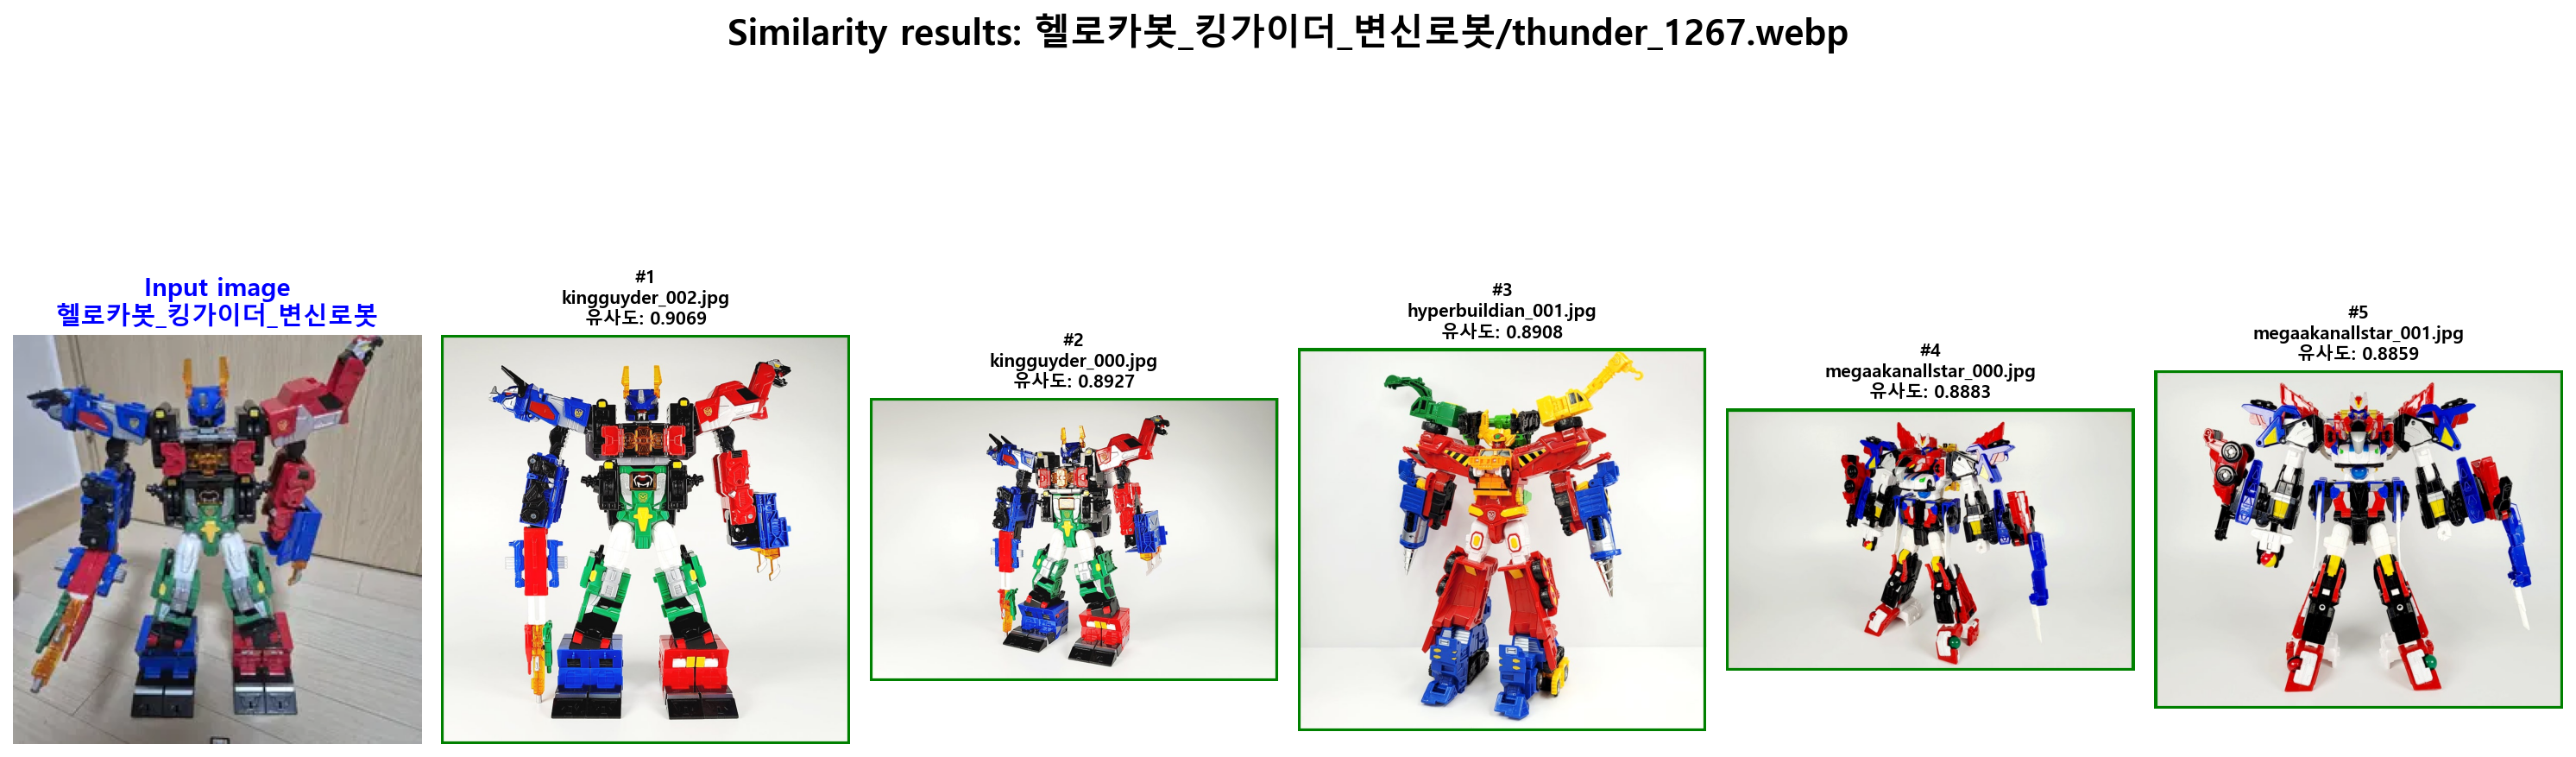 Similarity results: 헬로카봇_킹가이더_변신로봇/thunder_1267.webp
Input image
헬로카봇_킹가이더_변신로봇
#1
kingguyder_002.jpg
유사도: 0.9069
#2
kingguyder_000.jpg
유사도: 0.8927
#3
hyperbuildian_001.jpg
유사도: 0.8908
#4
megaakanallstar_000.jpg
유사도: 0.8883
#5
megaakanallstar_001.jpg
유사도: 0.8859